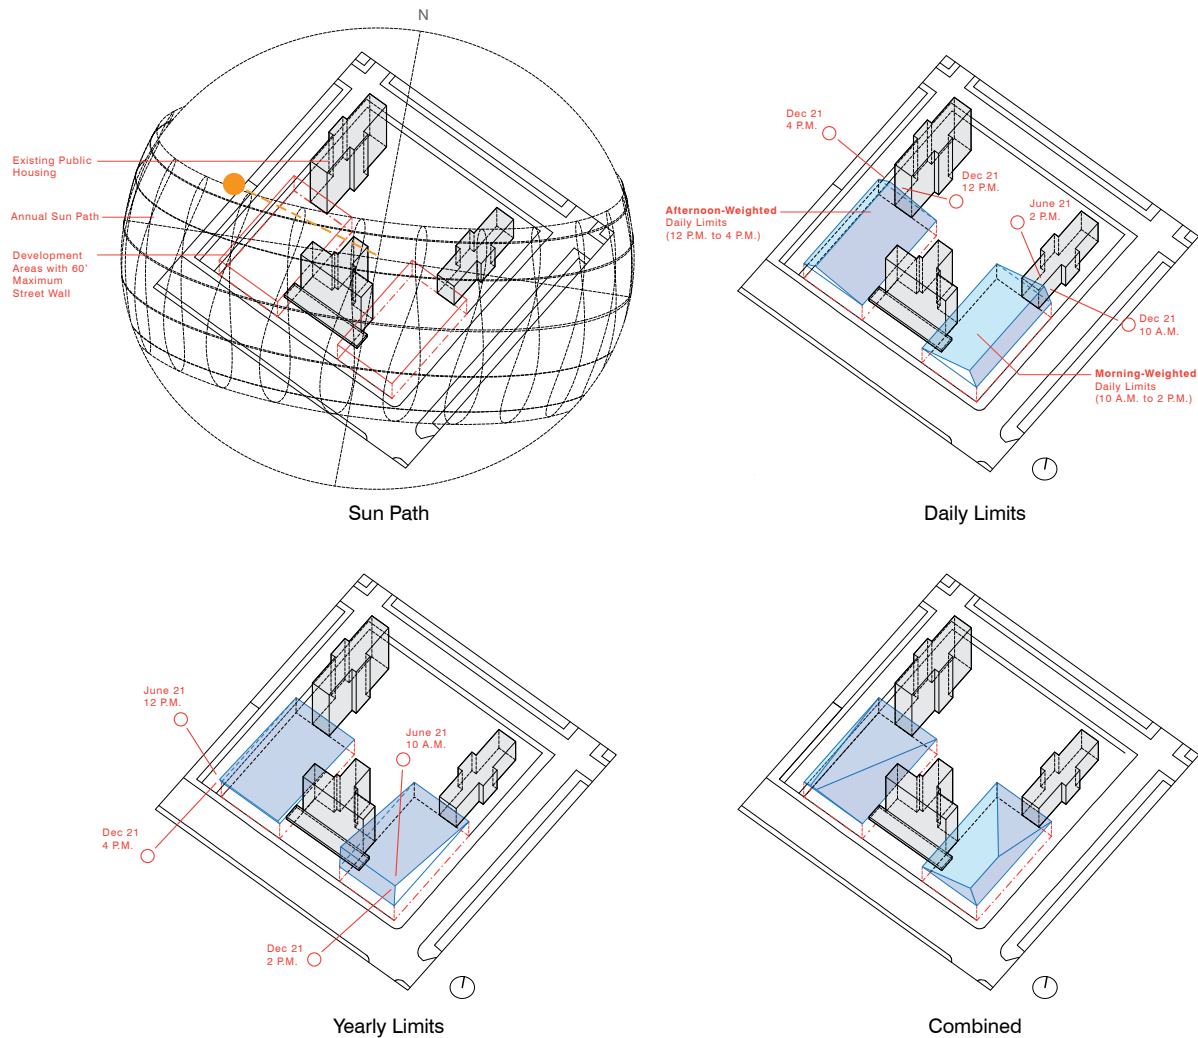 N
Existing Public
Housing
Annual Sun Path
Development
Areas with 60'
Maximum
Street Wall
Sun Path
Dec 21
4 P.M.
Dec 21
12 P.M.
June 21
2 P.M.
Afternoon-Weighted
Daily Limits
(12 P.M. to 4 P.M.)
Dec 21
10 A.M.
Morning-Weighted
Daily Limits
(10 A.M. to 2 P.M.)
Daily Limits
June 21
12 P.M.
June 21
10 A.M.
Dec 21
4 P.M.
Dec 21
2 P.M.
Yearly Limits
Combined